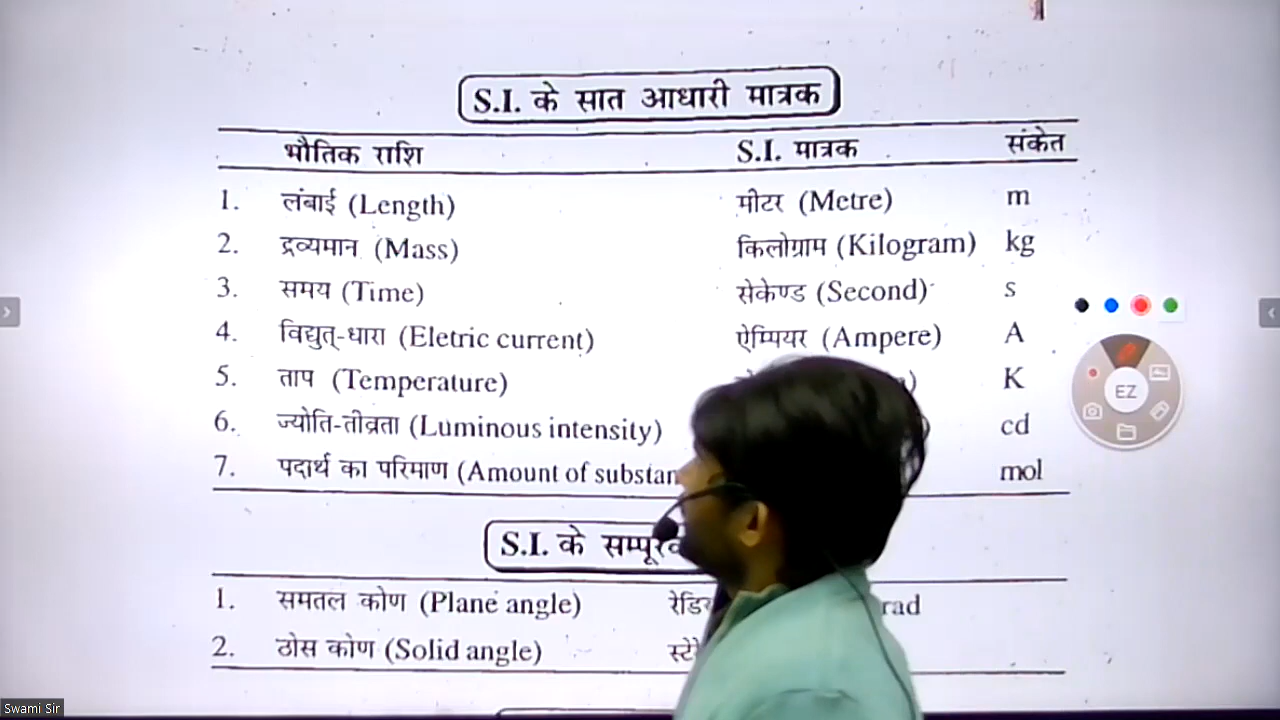 S.I. के सात आधारी मात्रक
भौतिक राशि S.I. मात्रक संकेत
1. लंबाई (Length) मीटर (Metre) m
2. द्रव्यमान (Mass) किलोग्राम (Kilogram) kg
3. समय (Time) सेकेण्ड (Second) s
4. विद्युत्-धारा (Eletric current) ऐम्पियर (Ampere) A
5. ताप (Temperature) K
6. ज्योति-तीव्रता (Luminous intensity) cd
7. पदार्थ का परिमाण (Amount of mol
S.I. के
1. समतल कोण (Plane angle) rad
2. ठोस कोण (Solid angle)
EZ
Swami Sir